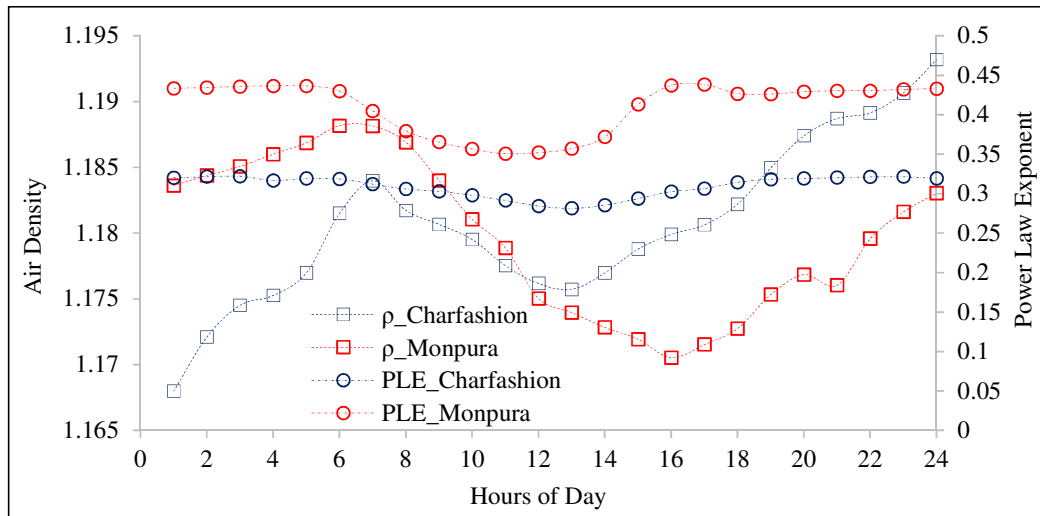 1.195
1.19
1.185
1.18
1.175
1.17
1.165
Air Density
0.5
0.45
0.4
0.35
0.3
0.25
0.2
0.15
0.1
0.05
0
Power Law Exponent
ρ_Charfashion
ρ_Monpura
PLE_Charfashion
PLE_Monpura
0 2 4 6 8 10 12 14 16 18 20 22 24
Hours of Day